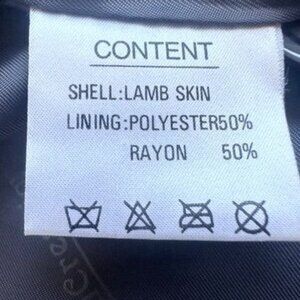 CONTENT
SHELL:LAMB SKIN
LINING:POLYESTER50%
RAYON 50%